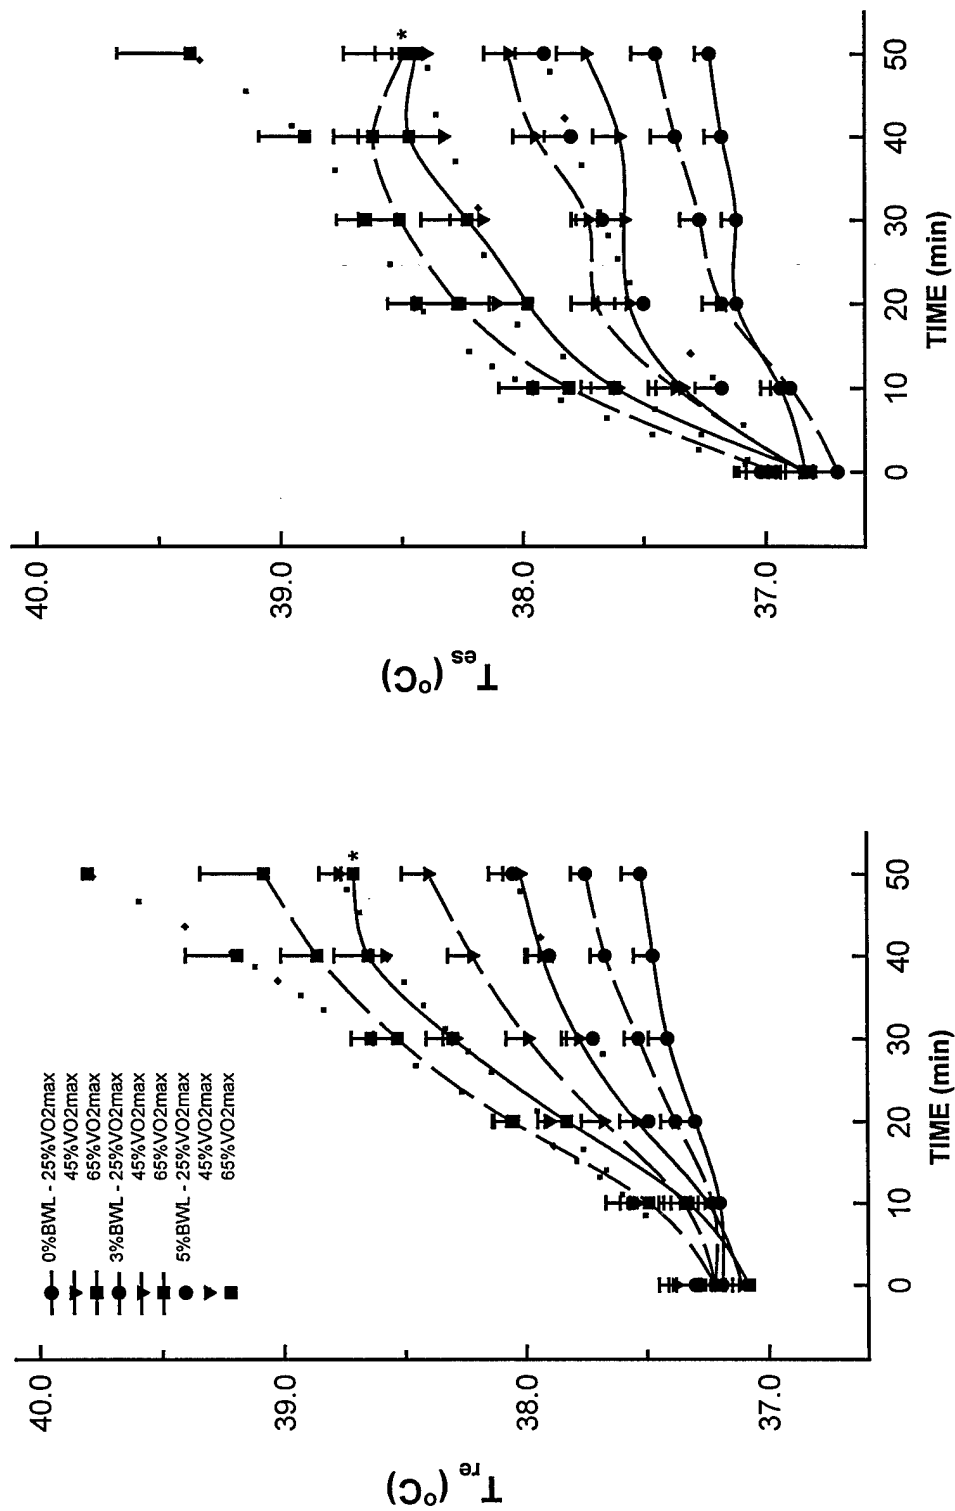 40.0
39.0
38.0
37.0
T re (°C)
0%BWL - 25%VO2max
45%VO2max
65%VO2max
3%BWL - 25%VO2max
45%VO2max
65%VO2max
5%BWL - 25%VO2max
45%VO2max
65%VO2max
*
0 10 20 30 40 50
TIME (min)
40.0
39.0
38.0
37.0
T es (°C)
*
0 10 20 30 40 50
TIME (min)